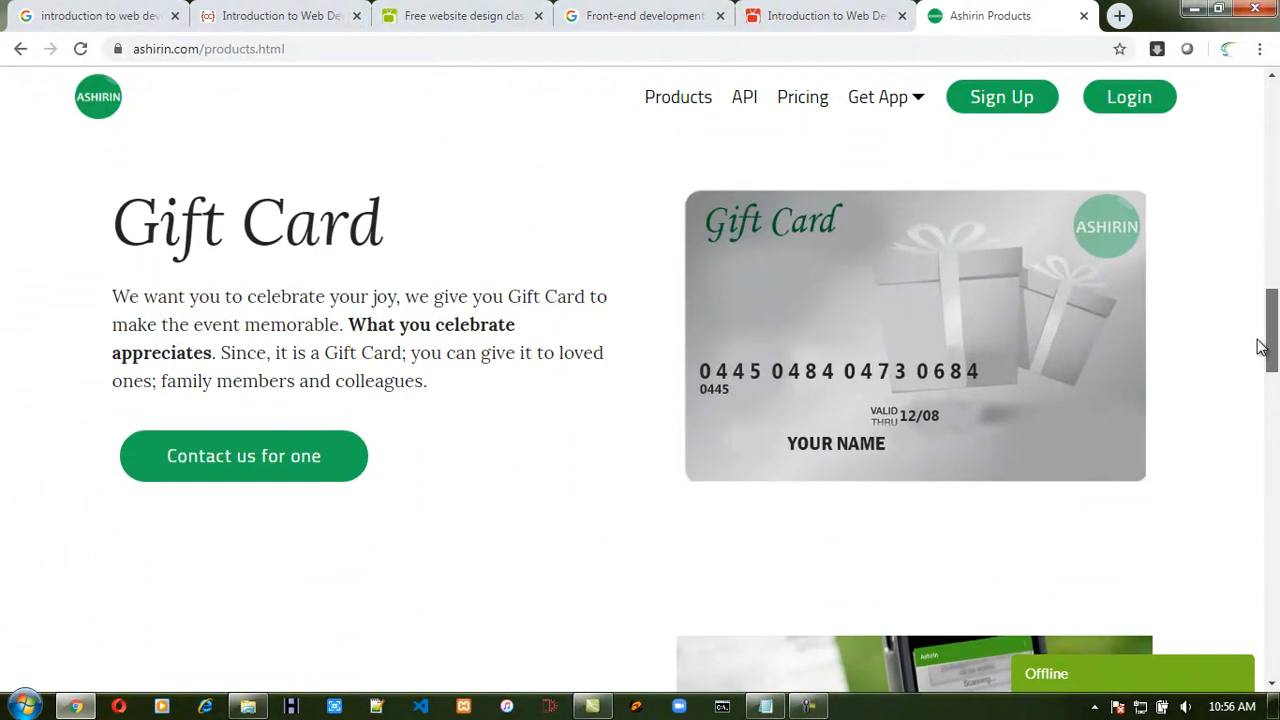 introduction to web dev
oduction to Web De
Free website design clas
Front-end development
Introduction to Web De
Ashirin Products
ashirin.com/products.html
ASHIRIN
Products
API
Pricing
Get App
Sign Up
Login
Gift Card
We want you to celebrate your joy, we give you Gift Card to
make the event memorable. What you celebrate
appreciates. Since, it is a Gift Card; you can give it to loved
ones; family members and colleagues.
Contact us for one
Gift Card
ASHIRIN
0445 0484 0473 0684
0445
VALID
THRU 12/08
YOUR NAME
Ashirin
Scanning...
Offline
10:56 AM